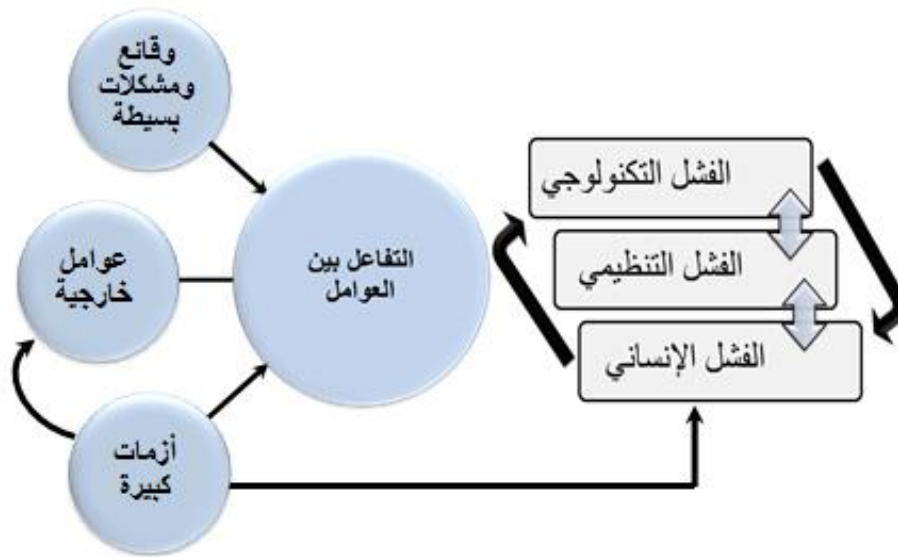 وقائع
ومشكلات
بسيطة
عوامل
خارجية
أزمات
كبيرة
التفاعل بين
العوامل
الفشل التكنولوجي
الفشل التنظيمي
الفشل الإنساني